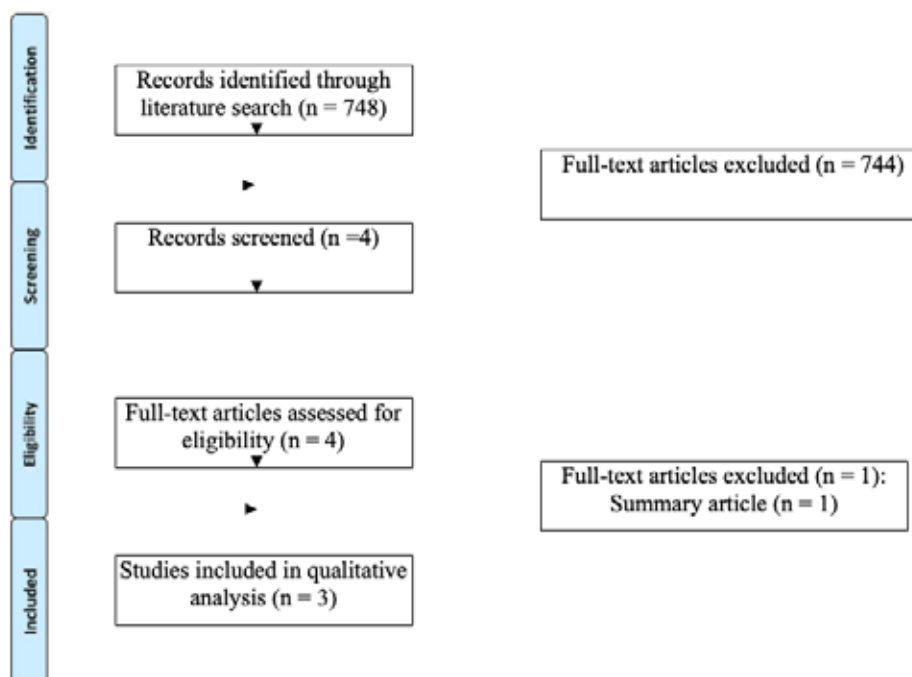 Identification
Records identified through
literature search (n = 748)
Full-text articles excluded (n = 744)
Screening
Records screened (n =4)
Eligibility
Full-text articles assessed for
eligibility (n = 4)
Full-text articles excluded (n = 1):
Summary article (n = 1)
Included
Studies included in qualitative
analysis (n = 3)